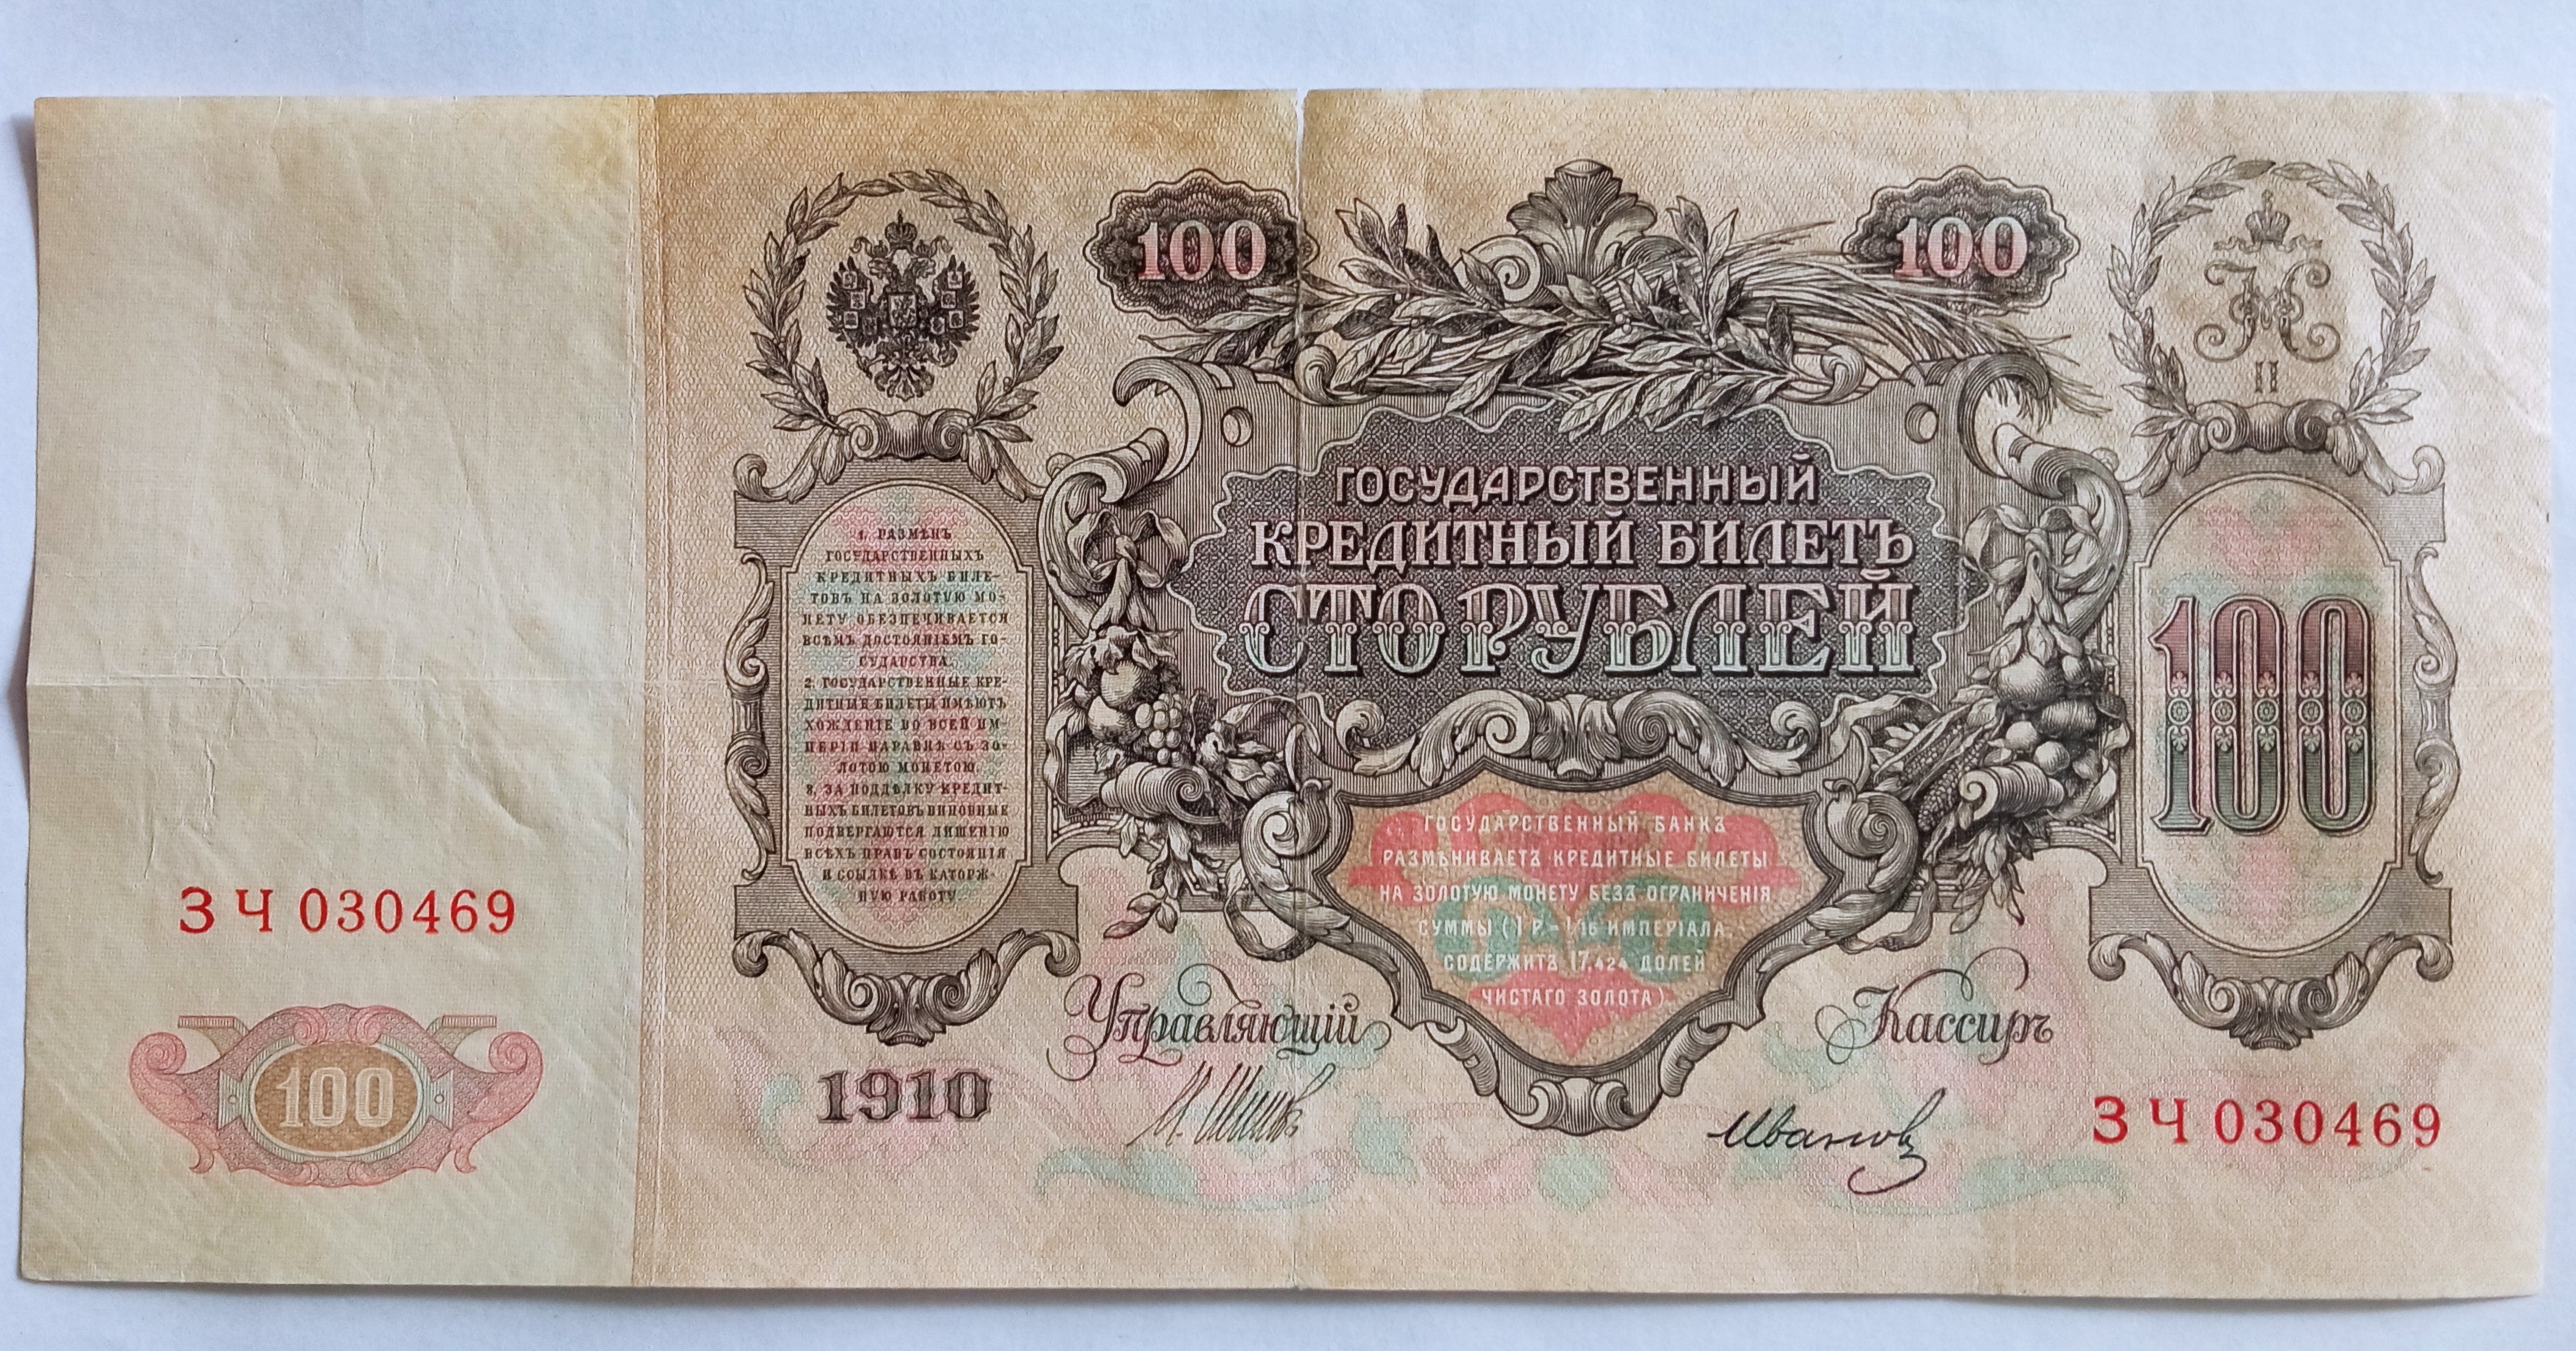 100
100
Н
II
ГОСУДАРСТВЕННЫЙ
КРЕДИТНЫЙ БИЛЕТЪ
СТО РУБЛЕЙ
1. РАЗМѢНЪ
ГОСУДАРСТВЕННЫХЪ
КРЕДИТНЫХЪ БИЛЕ-
ТОВЪ НА ЗОЛОТУЮ МО-
НЕТУ ОБЕЗПЕЧИВАЕТСЯ
ВСѢМЪ ДОСТОЯНІЕМЪ ГО-
СУДАРСТВА.
2. ГОСУДАРСТВЕННЫЕ КРЕ-
ДИТНЫЕ БИЛЕТЫ ИМѢЮТЪ
ХОЖДЕНІЕ ВО ВСЕЙ ИМ-
ПЕРІИ НАРАВНѢ СЪ ЗО-
ЛОТОЮ МОНЕТОЮ.
3. ЗА ПОДДѢЛКУ КРЕДИТ-
НЫХЪ БИЛЕТОВЪ ВИНОВНЫЕ
ПОДВЕРГАЮТСЯ ЛИШЕНІЮ
ВСѢХЪ ПРАВЪ СОСТОЯНІЯ
И ССЫЛКѢ ВЪ КАТОРЖ-
НУЮ РАБОТУ
100
ГОСУДАРСТВЕННЫЙ БАНКЪ
РАЗМѢНИВАЕТЪ КРЕДИТНЫЕ БИЛЕТЫ
НА ЗОЛОТУЮ МОНЕТУ БЕЗЪ ОГРАНИЧЕНІЯ
СУММЫ (1 Р.= 1/15 ИМПЕРІАЛА,
СОДЕРЖИТЪ 17,424 ДОЛЕЙ
ЧИСТАГО ЗОЛОТА).
ЗЧ 030469
100
1910
Управляющій
Кассиръ
И. Шиповъ
Ивановъ
ЗЧ 030469